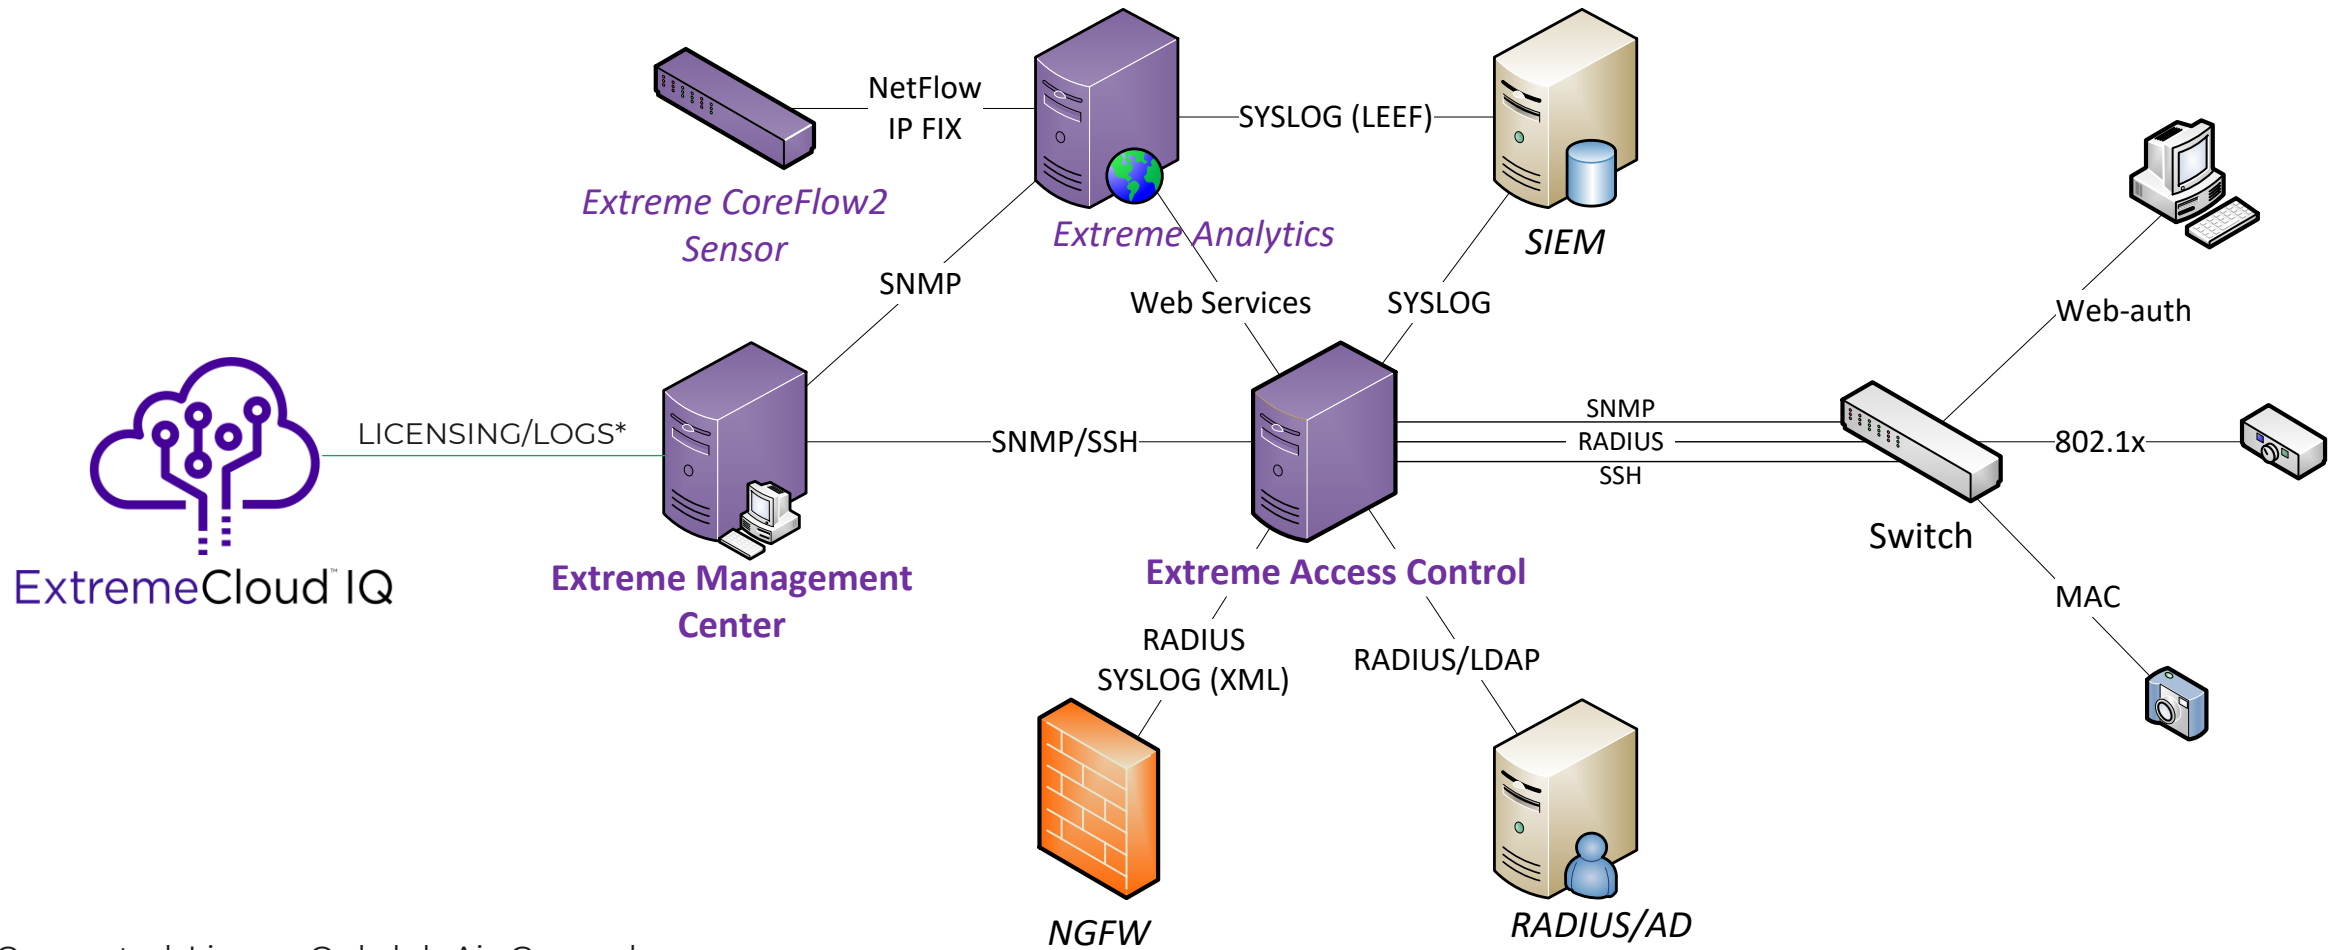 NetFlow
IP FIX
SYSLOG (LEEF)
Extreme CoreFlow2
Sensor
Extreme Analytics
SIEM
SNMP
Web Services
SYSLOG
Web-auth
LICENSING/LOGS*
SNMP/SSH
SNMP
RADIUS
SSH
802.1x
Switch
ExtremeCloud™ IQ
Extreme Management
Center
Extreme Access Control
MAC
RADIUS
SYSLOG (XML)
RADIUS/LDAP
NGFW
RADIUS/AD